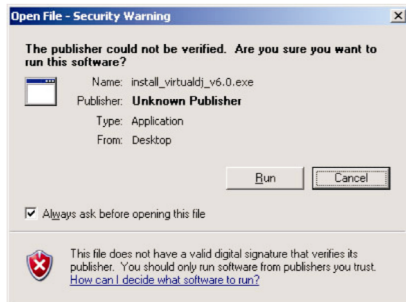 Open File - Security Warning
The publisher could not be verified. Are you sure you want to
run this software?
Name: install_virtualdj_v6.0.exe
Publisher: Unknown Publisher
Type: Application
From: Desktop
Run Cancel
Always ask before opening this file
This file does not have a valid digital signature that verifies its
publisher. You should only run software from publishers you trust.
How can I decide what software to run?